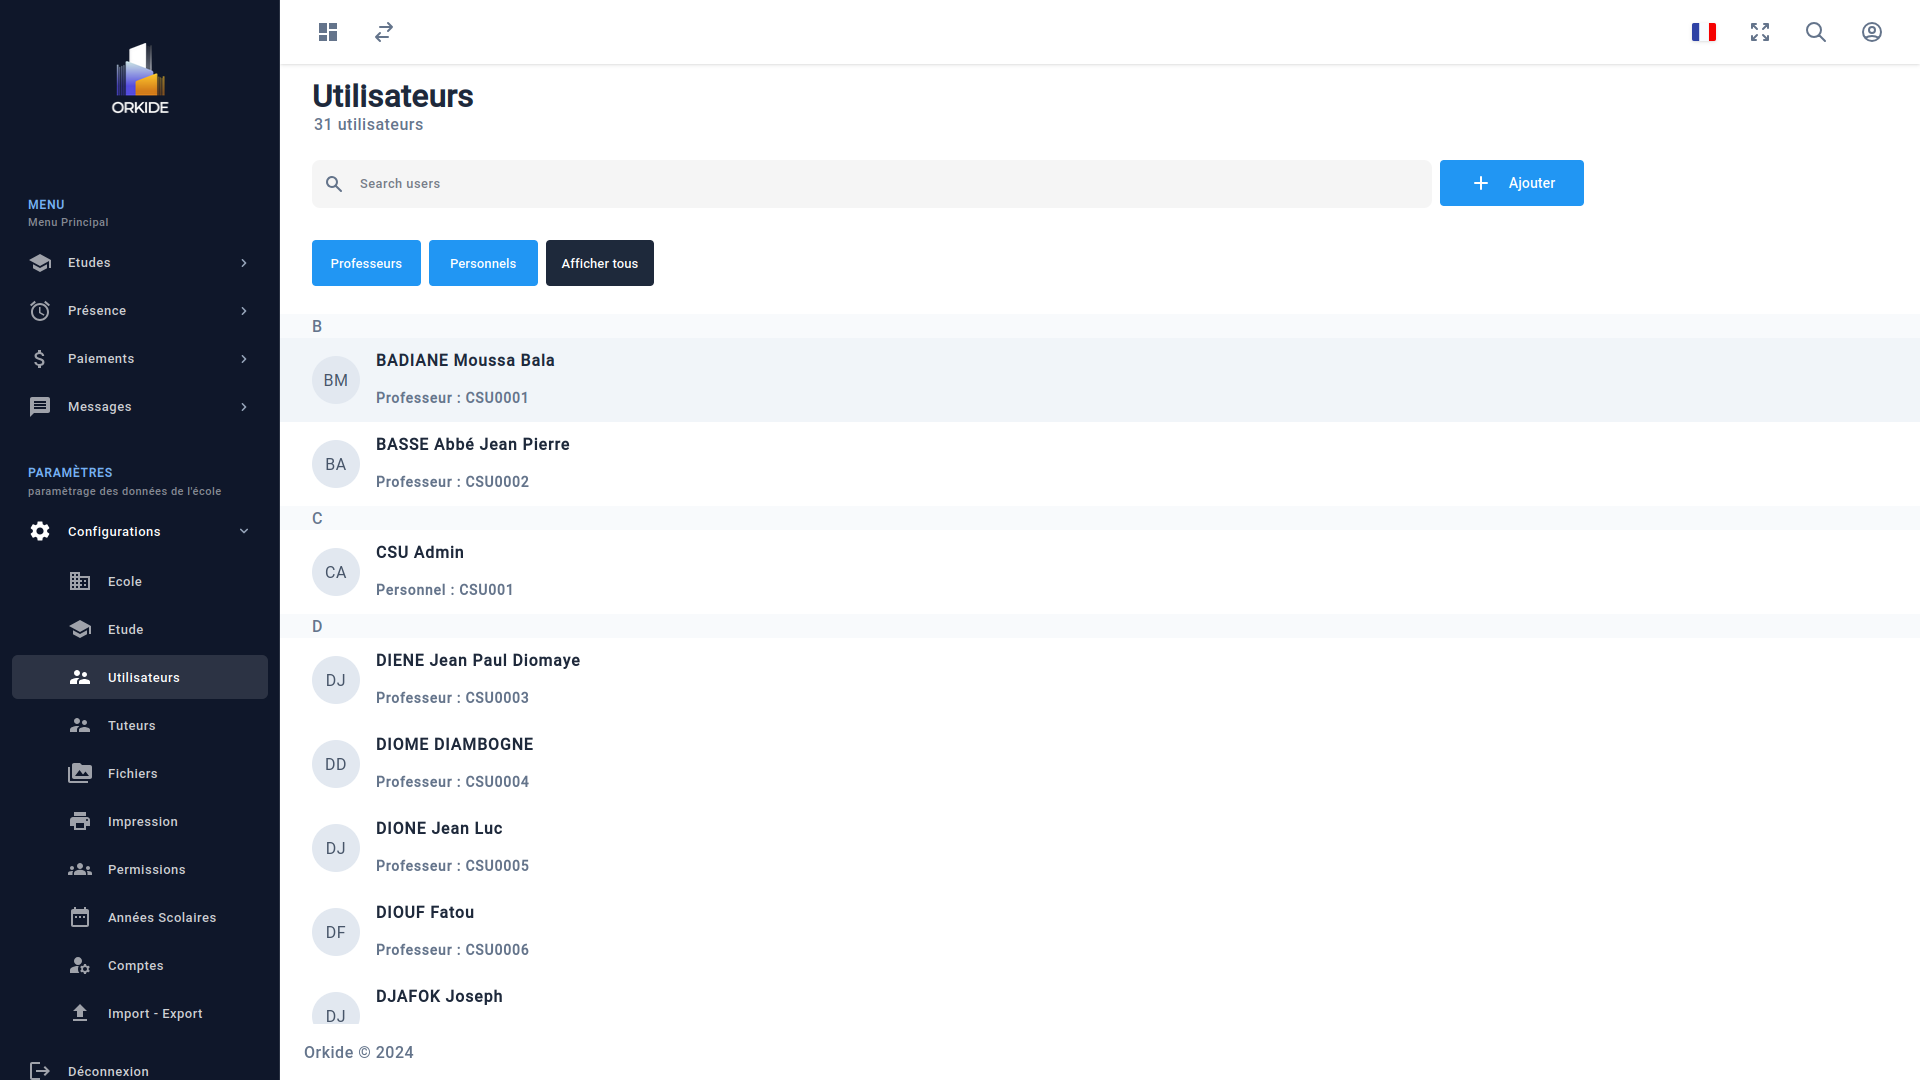 ORKIDE
MENU
Menu Principal
Etudes
Présence
Paiements
Messages
PARAMÈTRES
paramètrage des données de l'école
Configurations
Ecole
Etude
Utilisateurs
Tuteurs
Fichiers
Impression
Permissions
Années Scolaires
Comptes
Import - Export
Déconnexion
Utilisateurs
31 utilisateurs
Search users
Ajouter
Professeurs
Personnels
Afficher tous
B
BM
BADIANE Moussa Bala
Professeur : CSU0001
BA
BASSE Abbé Jean Pierre
Professeur : CSU0002
C
CA
CSU Admin
Personnel : CSU001
D
DJ
DIENE Jean Paul Diomaye
Professeur : CSU0003
DD
DIOME DIAMBOGNE
Professeur : CSU0004
DJ
DIONE Jean Luc
Professeur : CSU0005
DF
DIOUF Fatou
Professeur : CSU0006
DJ
DJAFOK Joseph
Orkide © 2024